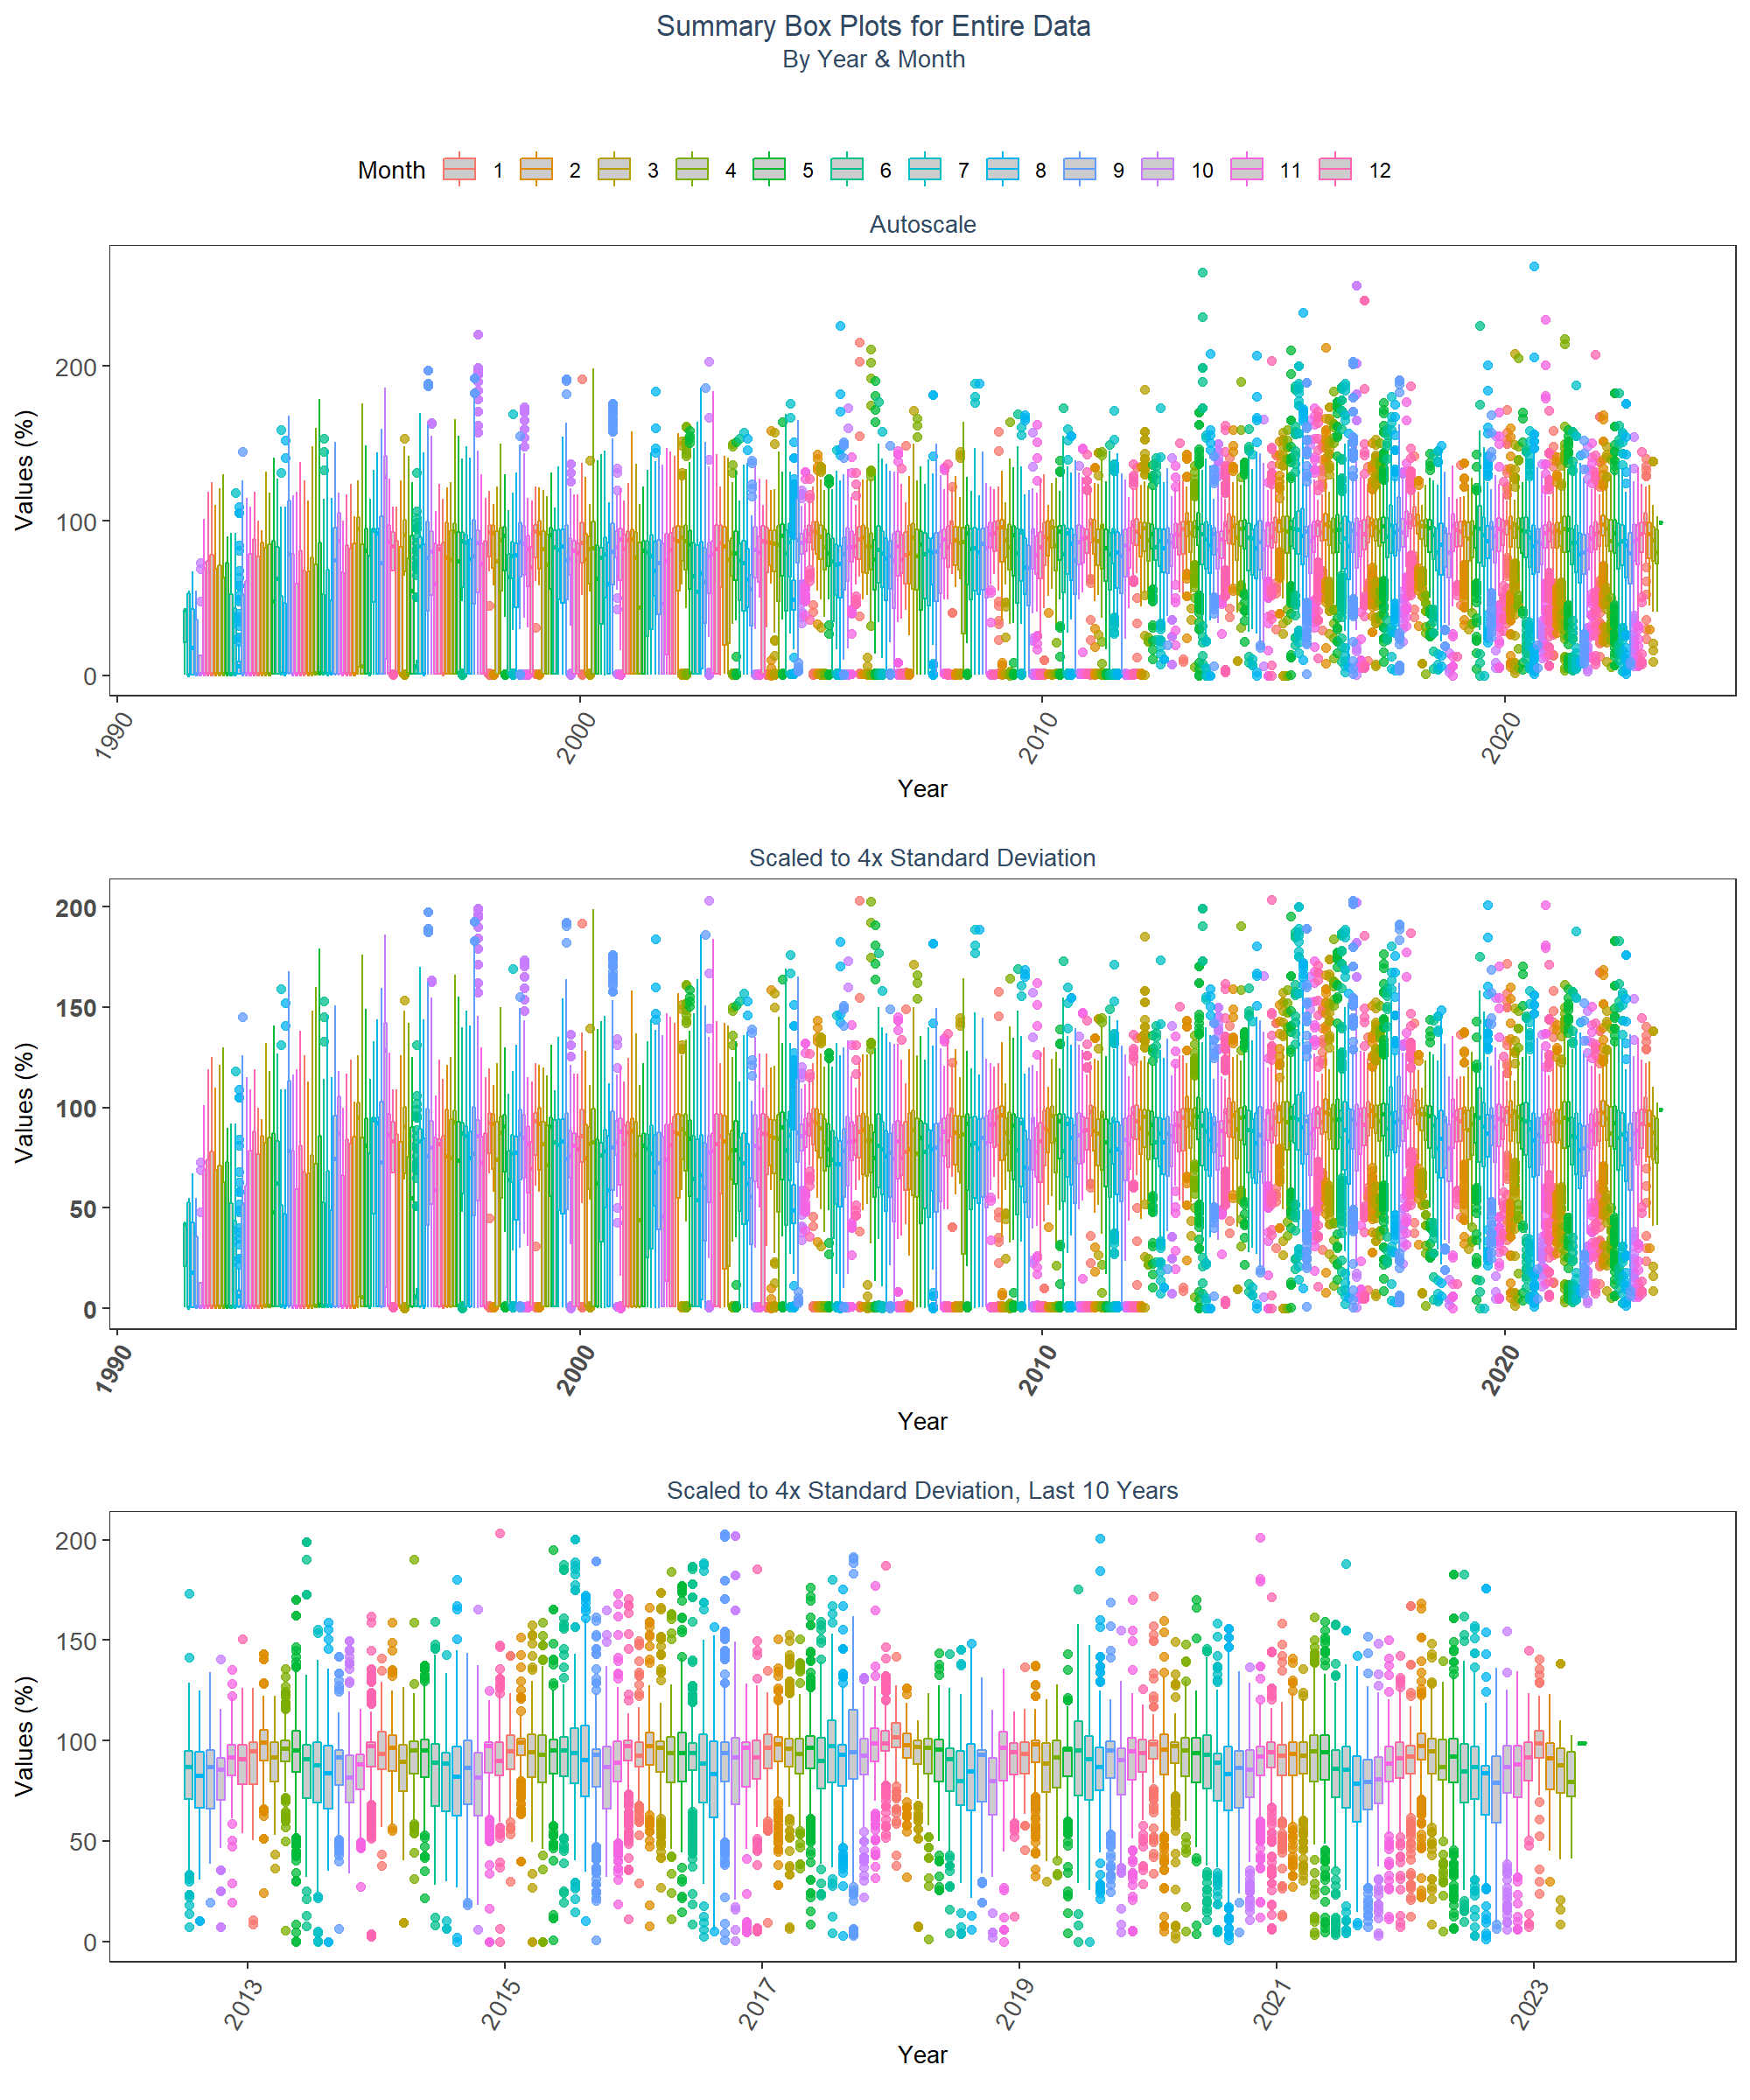 Summary Box Plots for Entire Data
By Year & Month
Month 1 2 3 4 5 6 7 8 9 10 11 12
Autoscale
Values (%)
200
100
0
1990 2000 2010 2020
Year
Scaled to 4x Standard Deviation
Values (%)
200
150
100
50
0
1990 2000 2010 2020
Year
Scaled to 4x Standard Deviation, Last 10 Years
Values (%)
200
150
100
50
0
2013 2015 2017 2019 2021 2023
Year